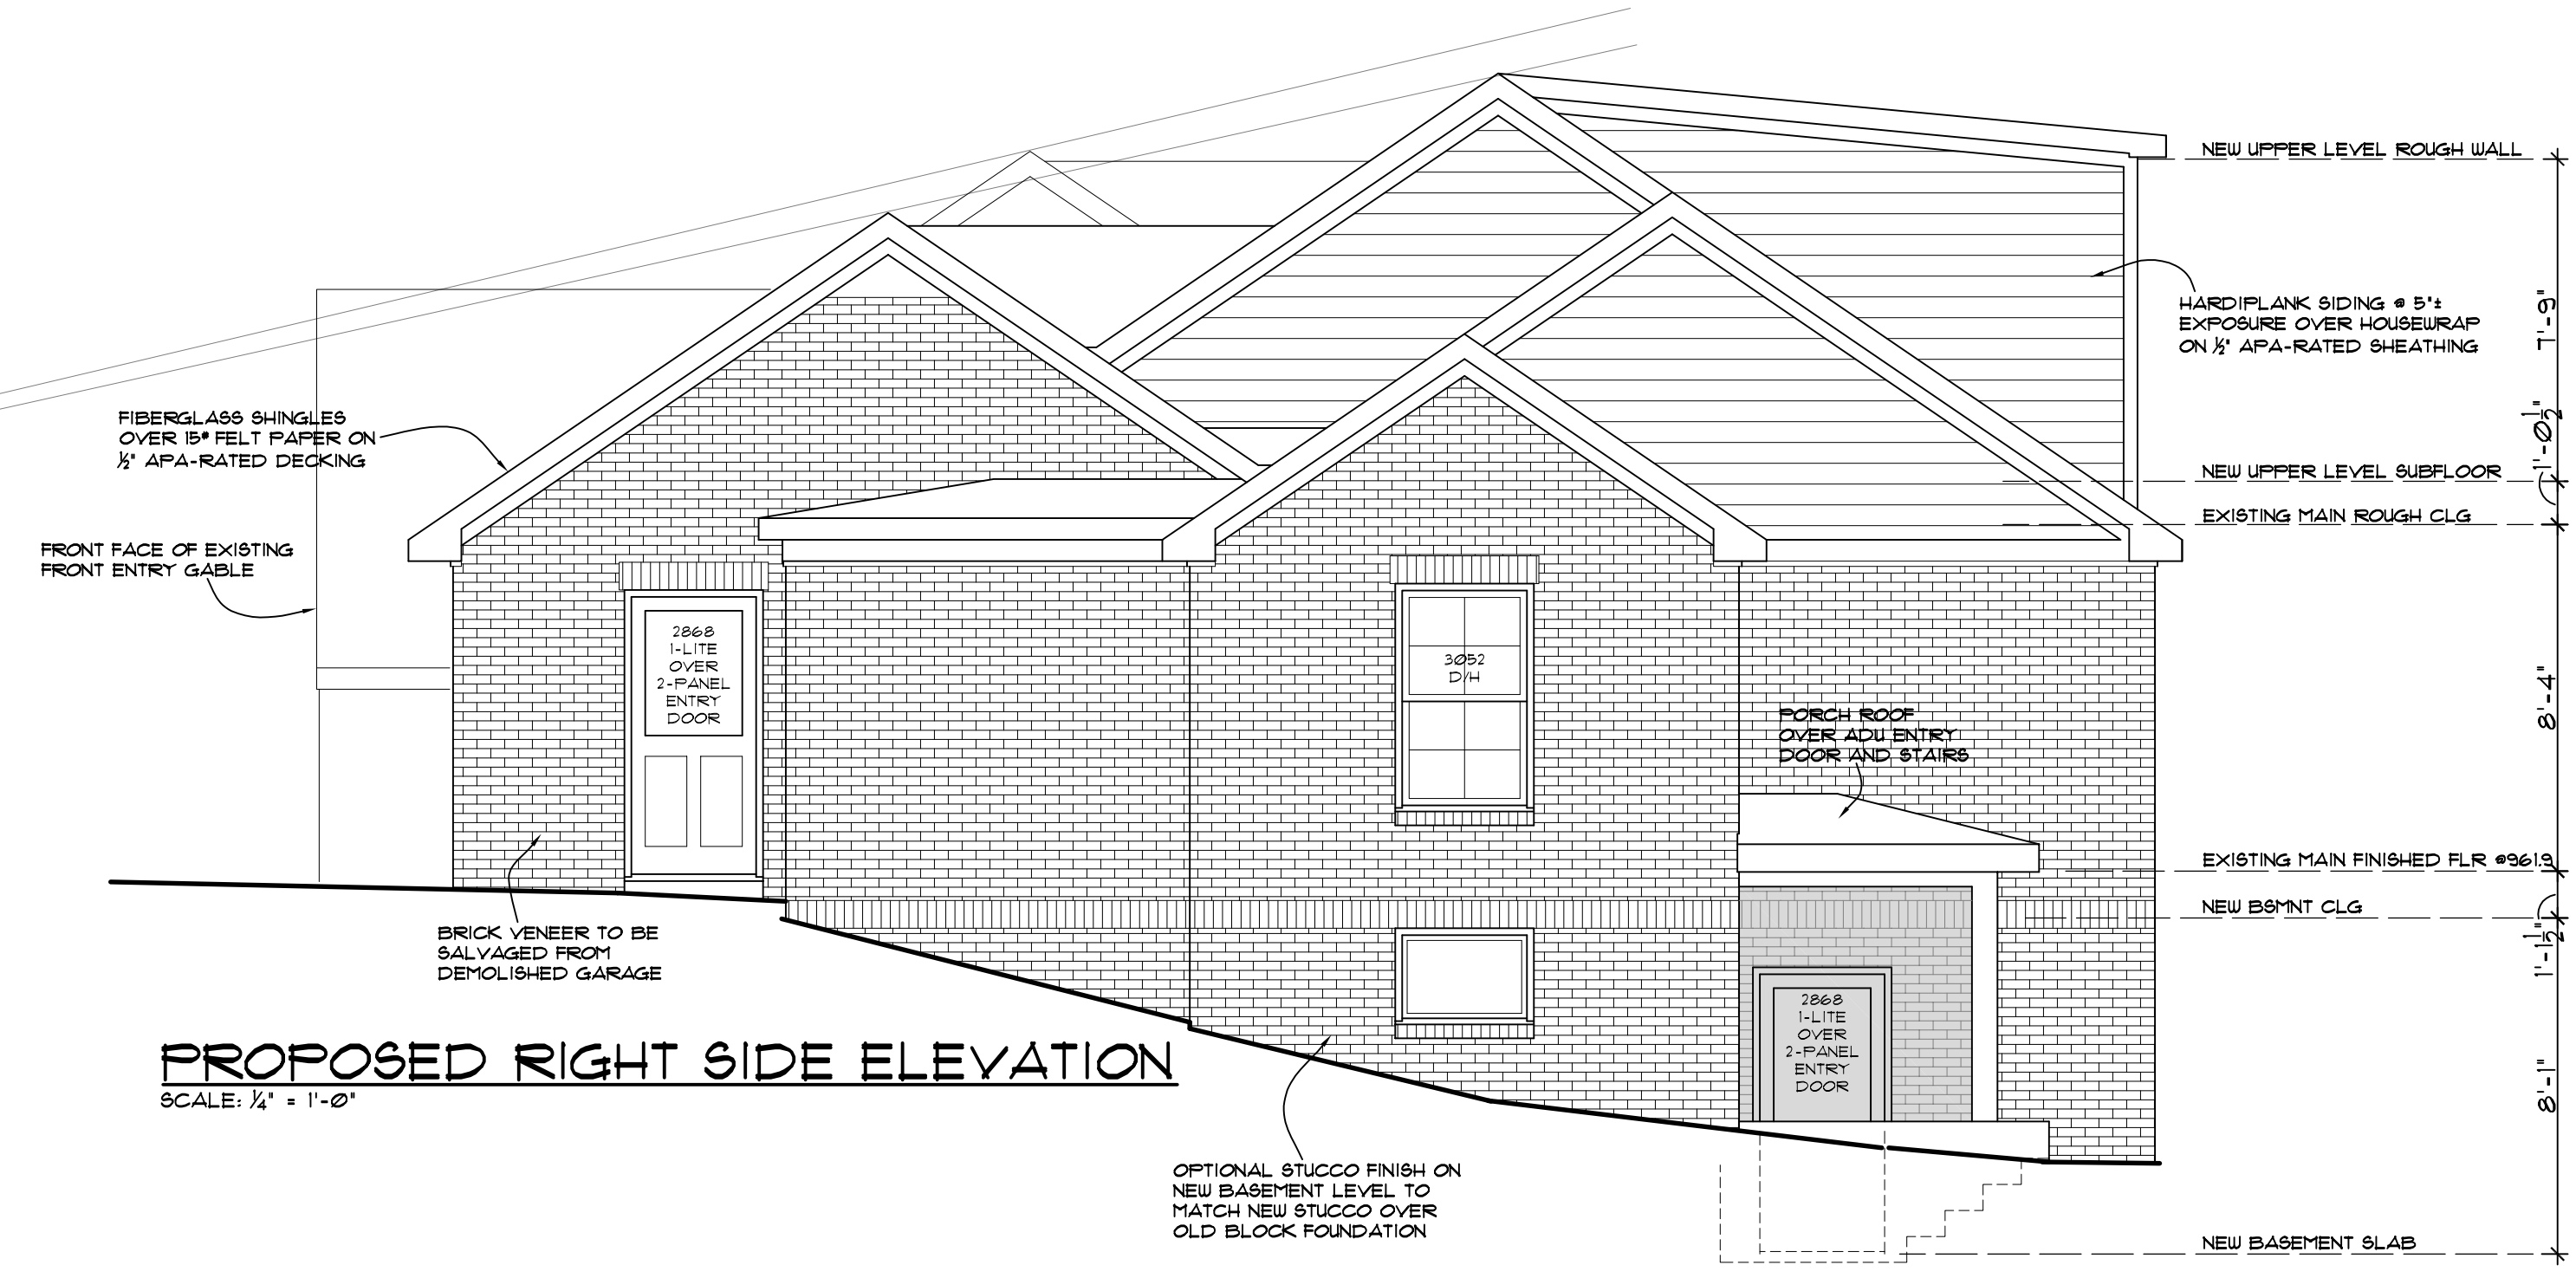 NEW UPPER LEVEL ROUGH WALL
HARDIPLANK SIDING @ 5"±
EXPOSURE OVER HOUSEWRAP
ON ½" APA-RATED SHEATHING
7'-9"
FIBERGLASS SHINGLES
OVER 15# FELT PAPER ON
½" APA-RATED DECKING
1'-0½"
NEW UPPER LEVEL SUBFLOOR
EXISTING MAIN ROUGH CLG
FRONT FACE OF EXISTING
FRONT ENTRY GABLE
2868
1-LITE
OVER
2-PANEL
ENTRY
DOOR
3052
D/H
8'-4"
PORCH ROOF
OVER ADU ENTRY
DOOR AND STAIRS
EXISTING MAIN FINISHED FLR @961.9
NEW BSMNT CLG
1'-1½"
BRICK VENEER TO BE
SALVAGED FROM
DEMOLISHED GARAGE
2868
1-LITE
OVER
2-PANEL
ENTRY
DOOR
8'-1"
PROPOSED RIGHT SIDE ELEVATION
SCALE: ¼" = 1'-0"
OPTIONAL STUCCO FINISH ON
NEW BASEMENT LEVEL TO
MATCH NEW STUCCO OVER
OLD BLOCK FOUNDATION
NEW BASEMENT SLAB